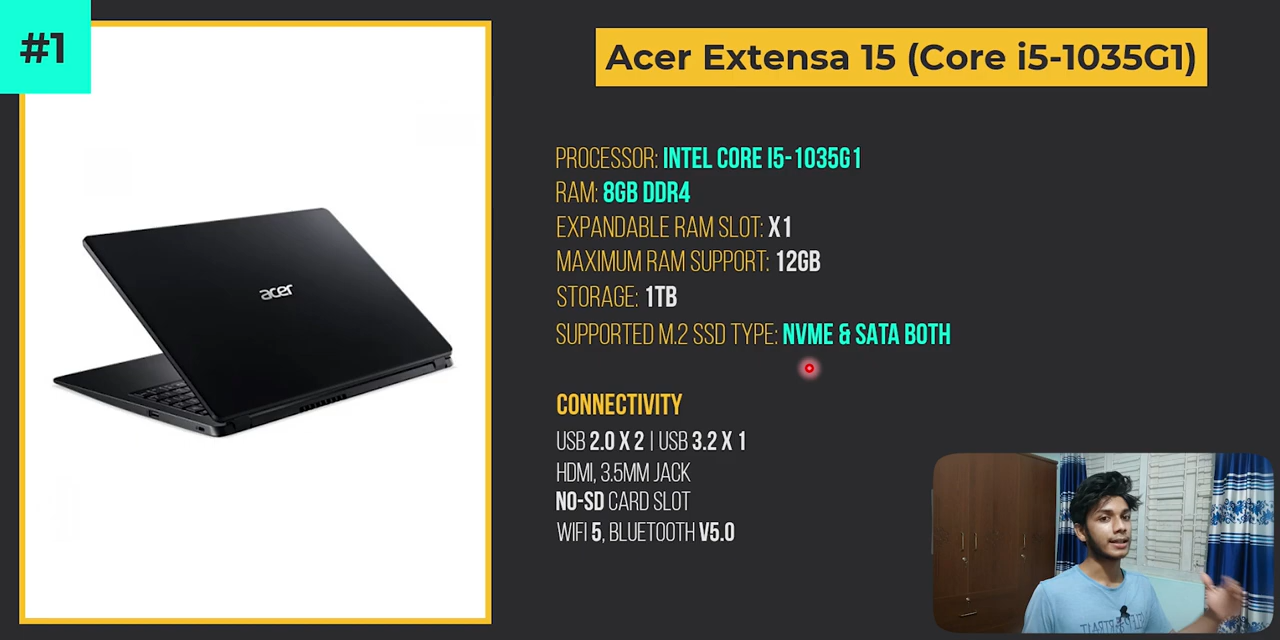 #1
Acer Extensa 15 (Core i5-1035G1)
PROCESSOR: INTEL CORE I5-1035G1
RAM: 8GB DDR4
EXPANDABLE RAM SLOT: X1
MAXIMUM RAM SUPPORT: 12GB
STORAGE: 1TB
SUPPORTED M.2 SSD TYPE: NVME & SATA BOTH
acer
CONNECTIVITY
USB 2.0 X 2 | USB 3.2 X 1
HDMI, 3.5MM JACK
NO-SD CARD SLOT
WIFI 5, BLUETOOTH V5.0